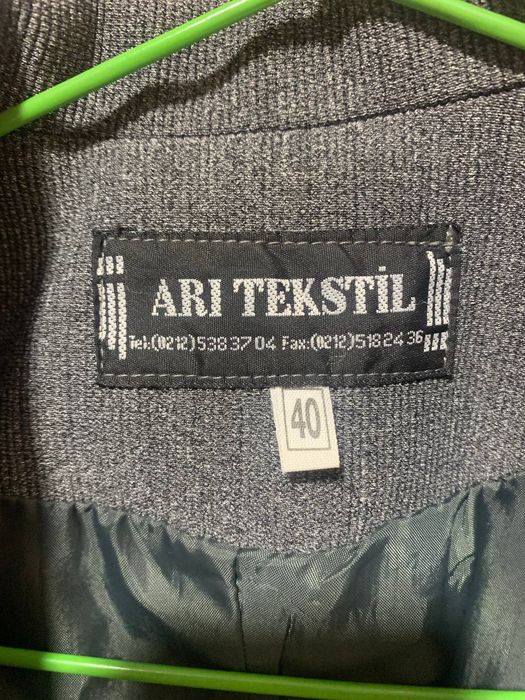 ARI TEKSTİL
Tel:(0212)538 37 04 Fax:(0212)518 24 36
40